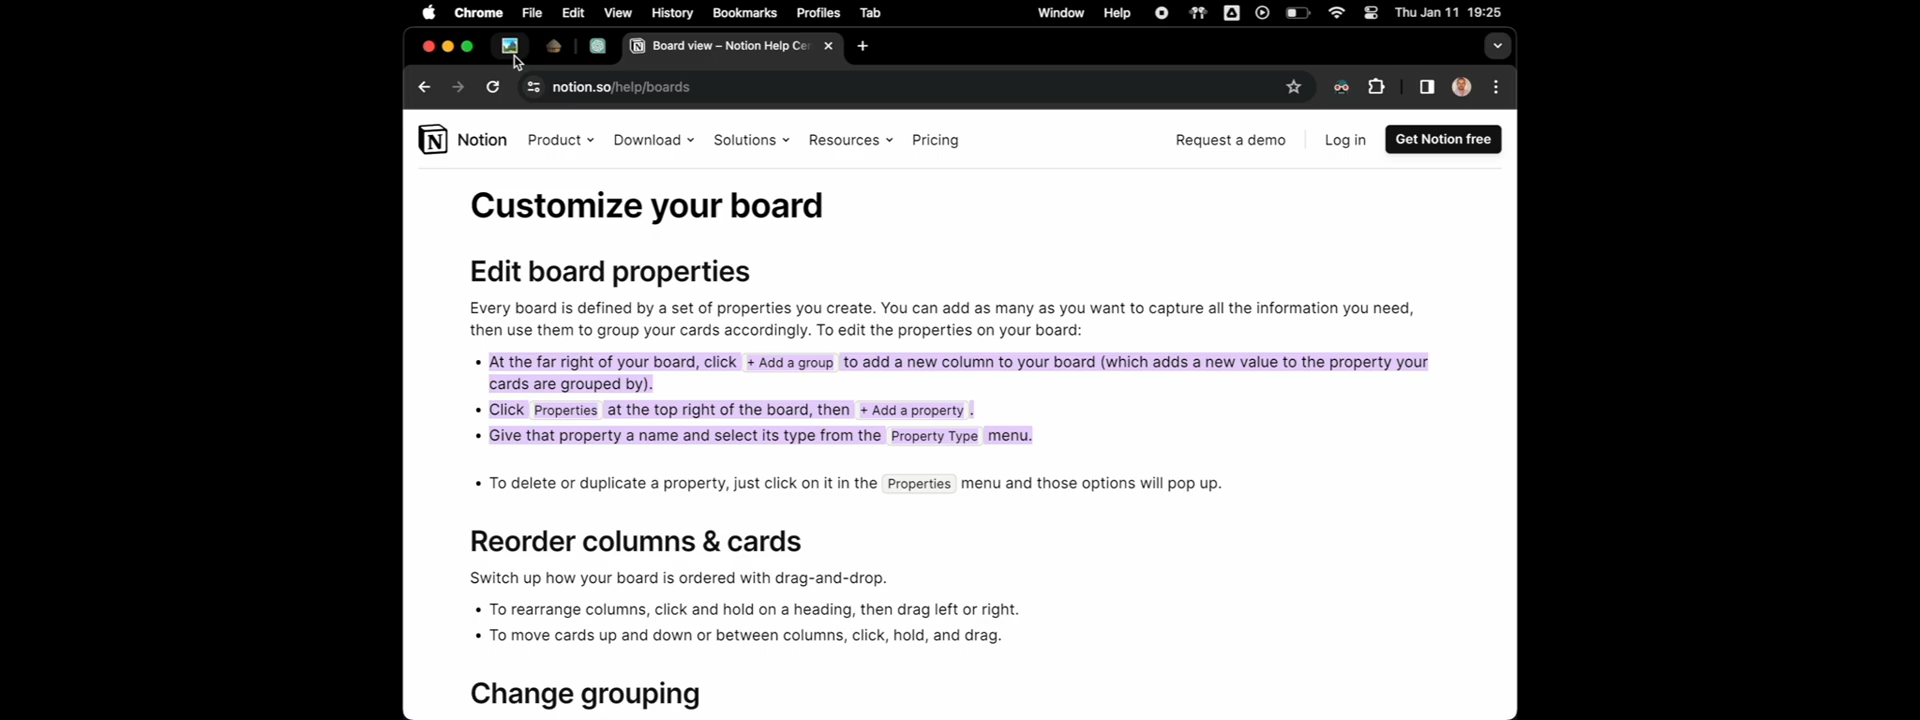 Chrome File Edit View History Bookmarks Profiles Tab Window Help Thu Jan 11 19:25
Board view – Notion Help Ce
notion.so/help/boards
Notion Product Download Solutions Resources Pricing Request a demo Log in Get Notion free
Customize your board
Edit board properties
Every board is defined by a set of properties you create. You can add as many as you want to capture all the information you need,
then use them to group your cards accordingly. To edit the properties on your board:
• At the far right of your board, click + Add a group to add a new column to your board (which adds a new value to the property your
cards are grouped by).
• Click Properties at the top right of the board, then + Add a property .
• Give that property a name and select its type from the Property Type menu.
• To delete or duplicate a property, just click on it in the Properties menu and those options will pop up.
Reorder columns & cards
Switch up how your board is ordered with drag-and-drop.
• To rearrange columns, click and hold on a heading, then drag left or right.
• To move cards up and down or between columns, click, hold, and drag.
Change grouping